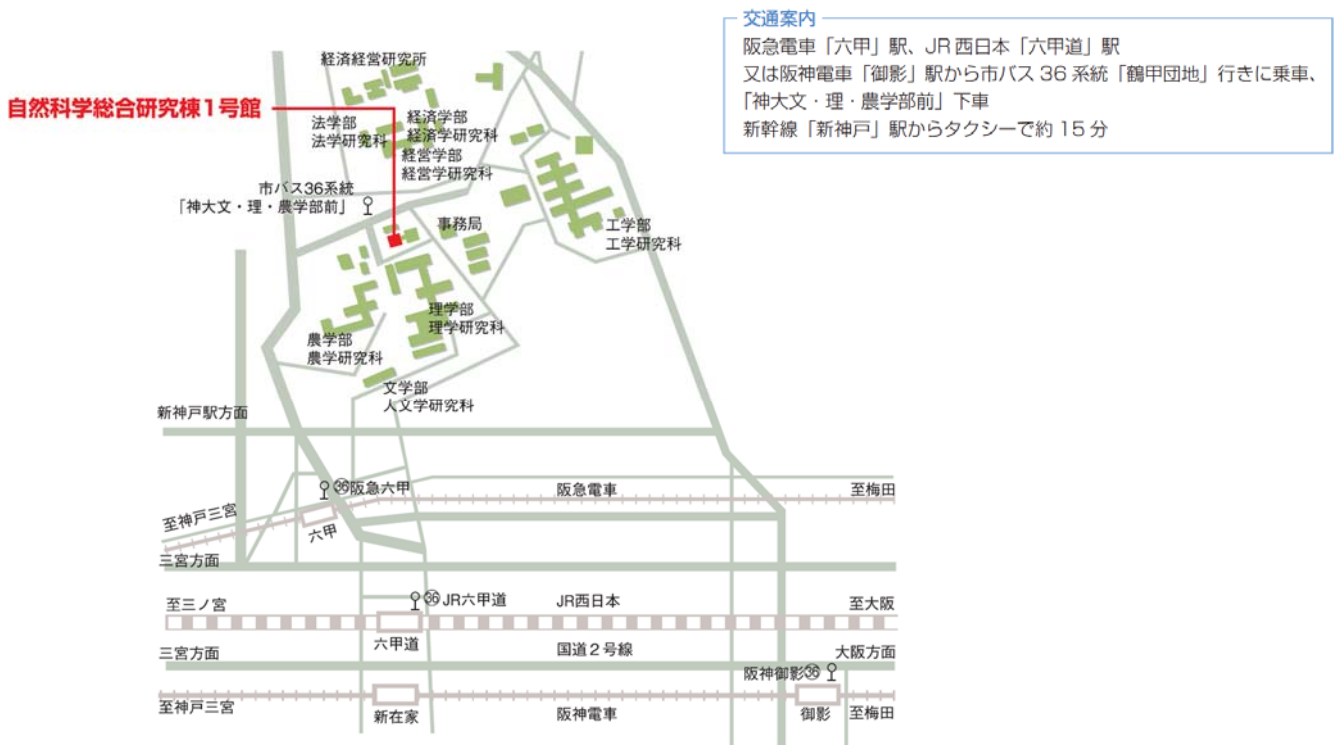 交通案内
阪急電車「六甲」駅、JR西日本「六甲道」駅
又は阪神電車「御影」駅から市バス36系統「鶴甲団地」行きに乗車、
「神大文・理・農学部前」下車
新幹線「新神戸」駅からタクシーで約15分
経済経営研究所
自然科学総合研究棟1号館
法学部
法学研究科
経済学部
経済学研究科
経営学部
経営学研究科
市バス36系統
「神大文・理・農学部前」
事務局
工学部
工学研究科
理学部
理学研究科
農学部
農学研究科
文学部
人文学研究科
新神戸駅方面
㊱阪急六甲
阪急電車
至梅田
至神戸三宮
六甲
三宮方面
至三ノ宮
㊱JR六甲道
JR西日本
至大阪
六甲道
三宮方面
国道2号線
大阪方面
阪神御影㊱
至神戸三宮
新在家
阪神電車
御影
至梅田